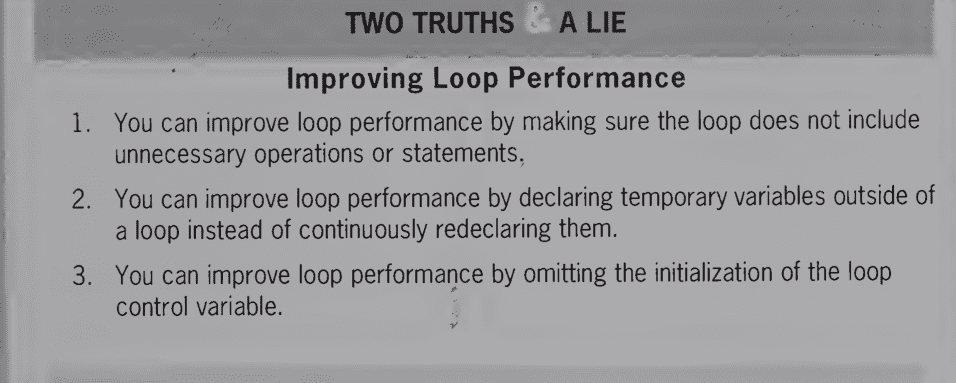 TWO TRUTHS & A LIE
Improving Loop Performance
1. You can improve loop performance by making sure the loop does not include
unnecessary operations or statements.
2. You can improve loop performance by declaring temporary variables outside of
a loop instead of continuously redeclaring them.
3. You can improve loop performance by omitting the initialization of the loop
control variable.